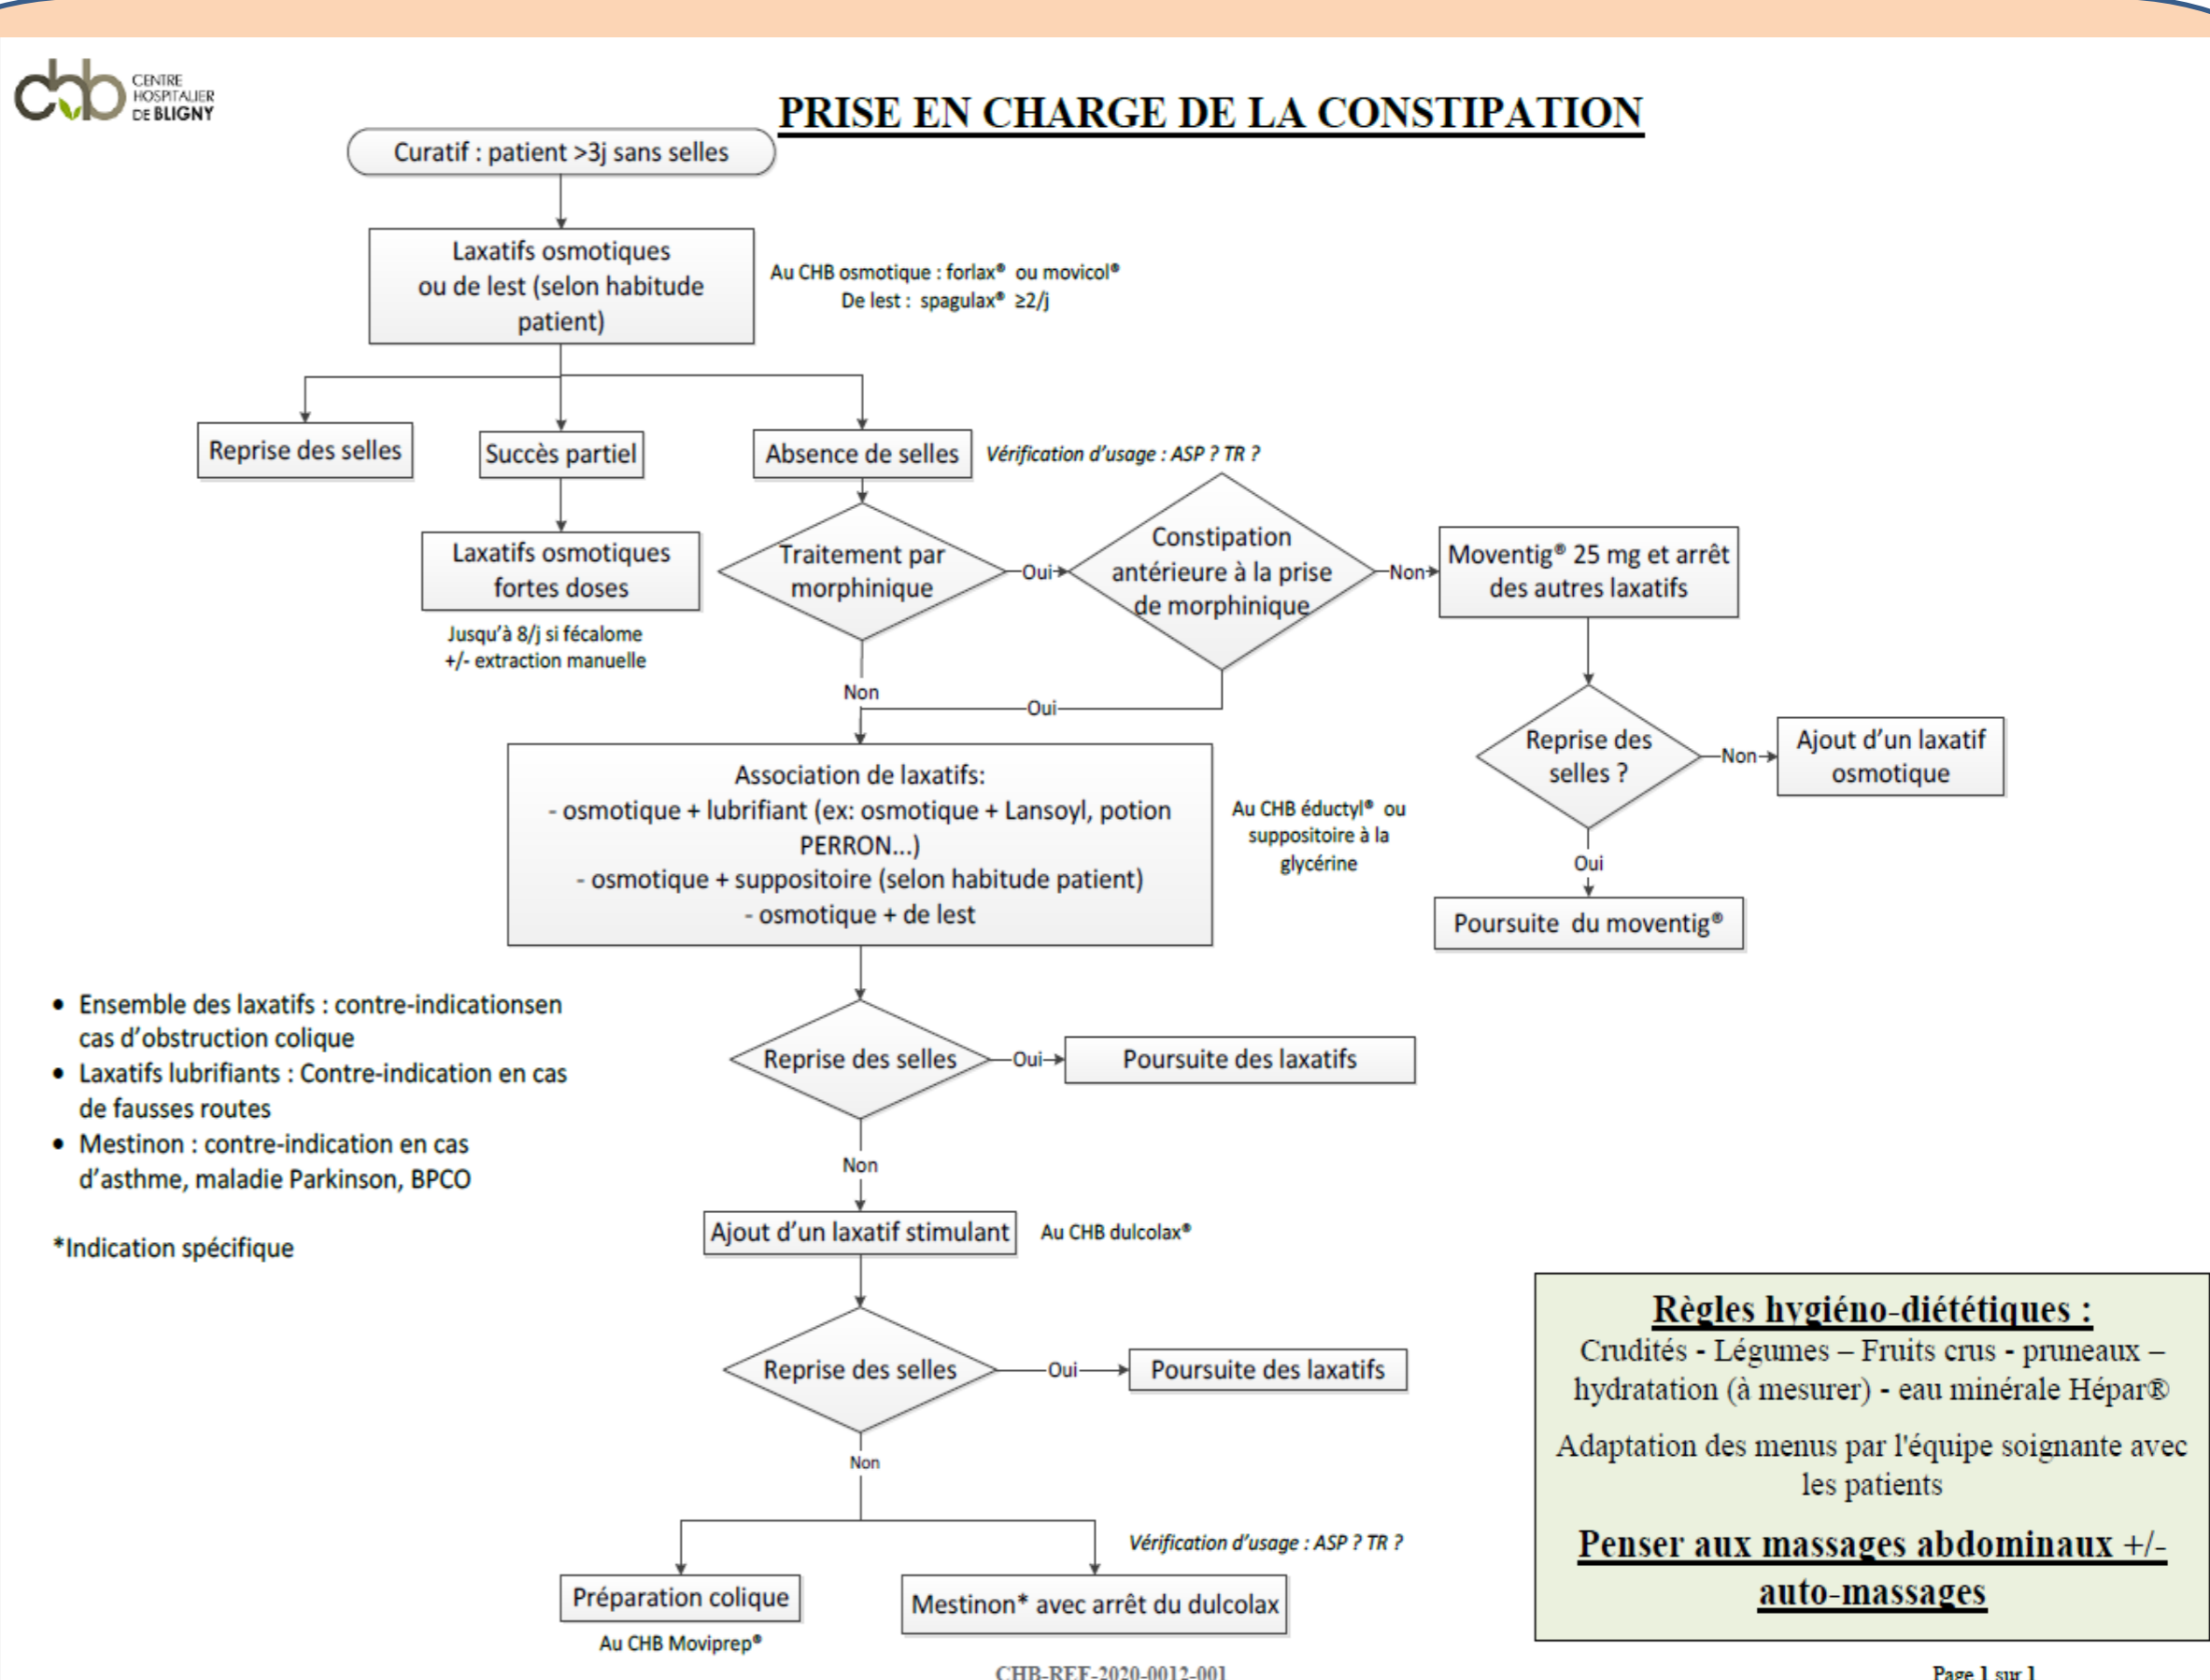 CENTRE
HOSPITALIER
DE BLIGNY
PRISE EN CHARGE DE LA CONSTIPATION
Curatif : patient >3j sans selles
Laxatifs osmotiques
ou de lest (selon habitude
patient)
Au CHB osmotique : forlax® ou movicol®
De lest : spagulax® ≥2/j
Reprise des selles
Succès partiel
Absence de selles
Vérification d'usage : ASP ? TR ?
Laxatifs osmotiques
fortes doses
Jusqu'à 8/j si fécalome
+/- extraction manuelle
Traitement par
morphinique
Oui
Constipation
antérieure à la prise
de morphinique
Non
Moventig® 25 mg et arrêt
des autres laxatifs
Non
Oui
Reprise des
selles ?
Non
Ajout d'un laxatif
osmotique
Oui
Poursuite du moventig®
Association de laxatifs:
- osmotique + lubrifiant (ex: osmotique + Lansoyl, potion
PERRON...)
- osmotique + suppositoire (selon habitude patient)
- osmotique + de lest
Au CHB éductyl® ou
suppositoire à la
glycérine
• Ensemble des laxatifs : contre-indicationsen
cas d'obstruction colique
• Laxatifs lubrifiants : Contre-indication en cas
de fausses routes
• Mestinon : contre-indication en cas
d'asthme, maladie Parkinson, BPCO
*Indication spécifique
Reprise des selles
Oui
Poursuite des laxatifs
Non
Ajout d'un laxatif stimulant
Au CHB dulcolax®
Reprise des selles
Oui
Poursuite des laxatifs
Non
Vérification d'usage : ASP ? TR ?
Préparation colique
Au CHB Moviprep®
Mestinon* avec arrêt du dulcolax
Règles hygiéno-diététiques :
Crudités - Légumes – Fruits crus - pruneaux –
hydratation (à mesurer) - eau minérale Hépar®
Adaptation des menus par l'équipe soignante avec
les patients
Penser aux massages abdominaux +/-
auto-massages
CHB-REF-2020-0012-001
Page 1 sur 1